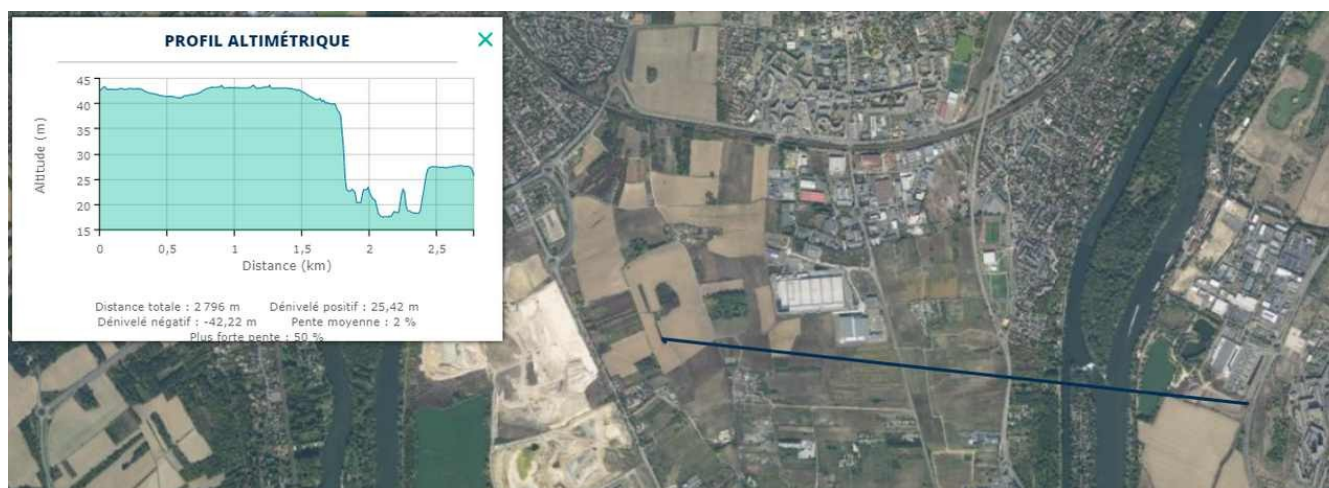 PROFIL ALTIMÉTRIQUE
45
40
35
30
25
20
15
Altitude (m)
0 0,5 1 1,5 2 2,5
Distance (km)
Distance totale : 2 796 m Dénivelé positif : 25,42 m
Dénivelé négatif : -42,22 m Pente moyenne : 2 %
Plus forte pente : 50 %